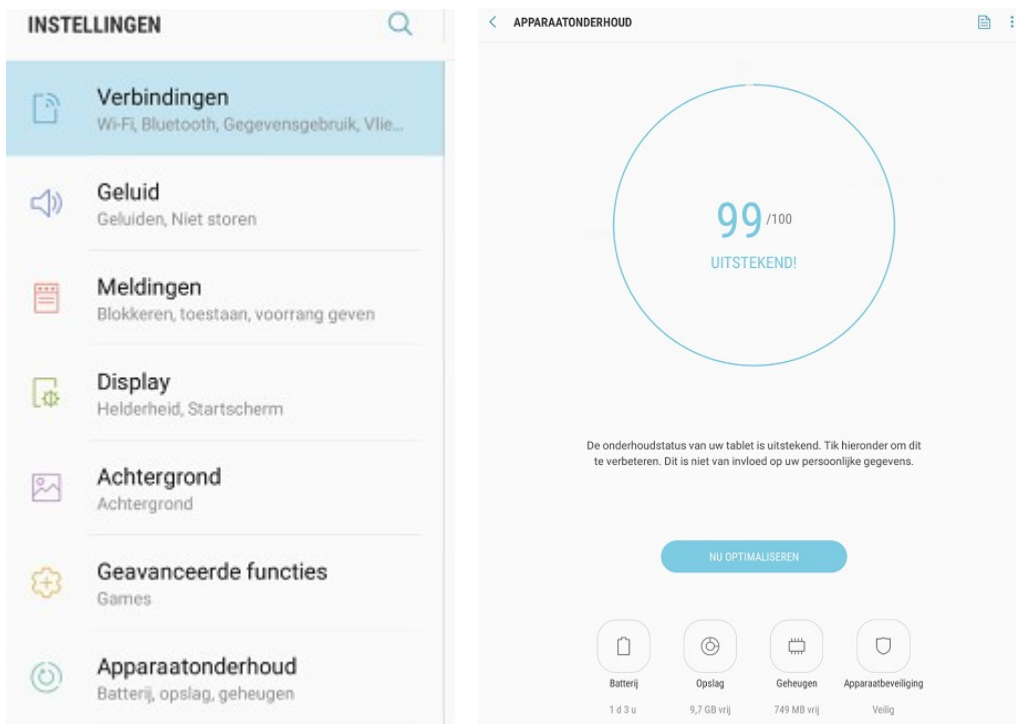 INSTELLINGEN
Verbindingen
Wi-Fi, Bluetooth, Gegevensgebruik, Vlie...
Geluid
Geluiden, Niet storen
Meldingen
Blokkeren, toestaan, voorrang geven
Display
Helderheid, Startscherm
Achtergrond
Achtergrond
Geavanceerde functies
Games
Apparaatonderhoud
Batterij, opslag, geheugen
APPARAATONDERHOUD
99 /100
UITSTEKEND!
De onderhoudstatus van uw tablet is uitstekend. Tik hieronder om dit
te verbeteren. Dit is niet van invloed op uw persoonlijke gegevens.
NU OPTIMALISEREN
Batterij Opslag Geheugen Apparaatbeveiliging
1 d 3 u 9,7 GB vrij 749 MB vrij Veilig